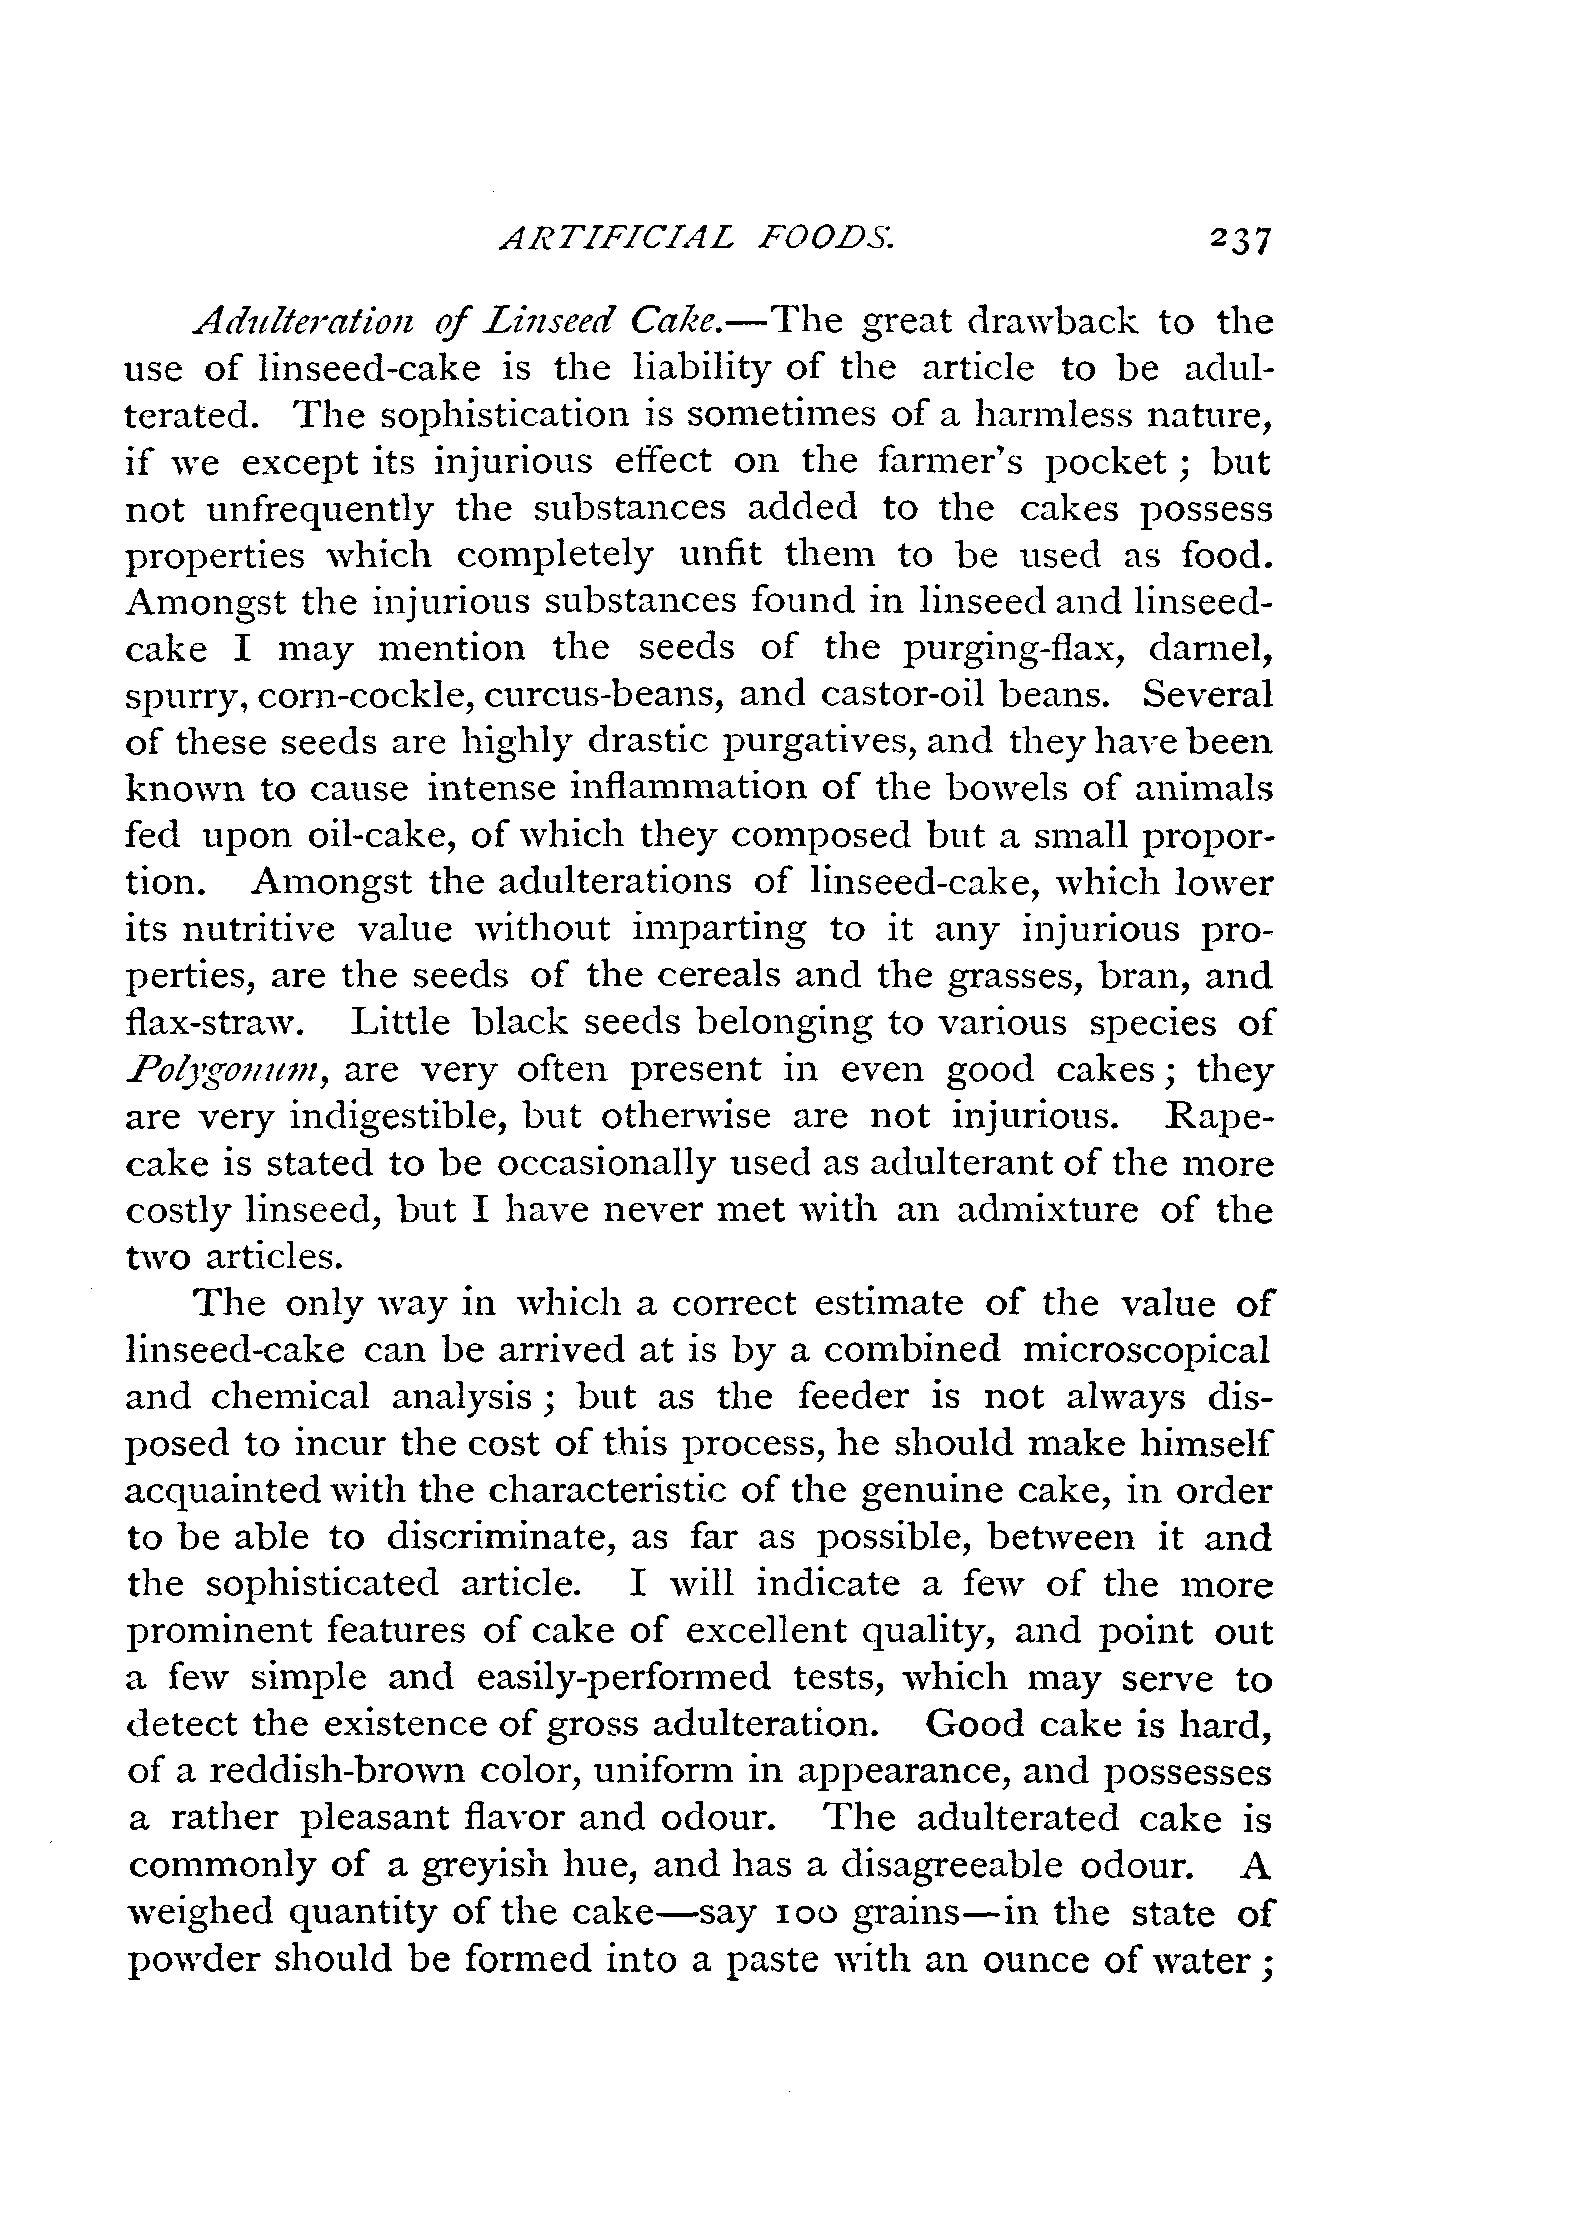 ARTIFICIAL FOODS. 237
Adulteration of Linseed Cake.—The great drawback to the
use of linseed-cake is the liability of the article to be adul-
terated. The sophistication is sometimes of a harmless nature,
if we except its injurious effect on the farmer's pocket ; but
not unfrequently the substances added to the cakes possess
properties which completely unfit them to be used as food.
Amongst the injurious substances found in linseed and linseed-
cake I may mention the seeds of the purging-flax, darnel,
spurry, corn-cockle, curcus-beans, and castor-oil beans. Several
of these seeds are highly drastic purgatives, and they have been
known to cause intense inflammation of the bowels of animals
fed upon oil-cake, of which they composed but a small propor-
tion. Amongst the adulterations of linseed-cake, which lower
its nutritive value without imparting to it any injurious pro-
perties, are the seeds of the cereals and the grasses, bran, and
flax-straw. Little black seeds belonging to various species of
Polygonum, are very often present in even good cakes ; they
are very indigestible, but otherwise are not injurious. Rape-
cake is stated to be occasionally used as adulterant of the more
costly linseed, but I have never met with an admixture of the
two articles.
The only way in which a correct estimate of the value of
linseed-cake can be arrived at is by a combined microscopical
and chemical analysis ; but as the feeder is not always dis-
posed to incur the cost of this process, he should make himself
acquainted with the characteristic of the genuine cake, in order
to be able to discriminate, as far as possible, between it and
the sophisticated article. I will indicate a few of the more
prominent features of cake of excellent quality, and point out
a few simple and easily-performed tests, which may serve to
detect the existence of gross adulteration. Good cake is hard,
of a reddish-brown color, uniform in appearance, and possesses
a rather pleasant flavor and odour. The adulterated cake is
commonly of a greyish hue, and has a disagreeable odour. A
weighed quantity of the cake—say 100 grains—in the state of
powder should be formed into a paste with an ounce of water ;